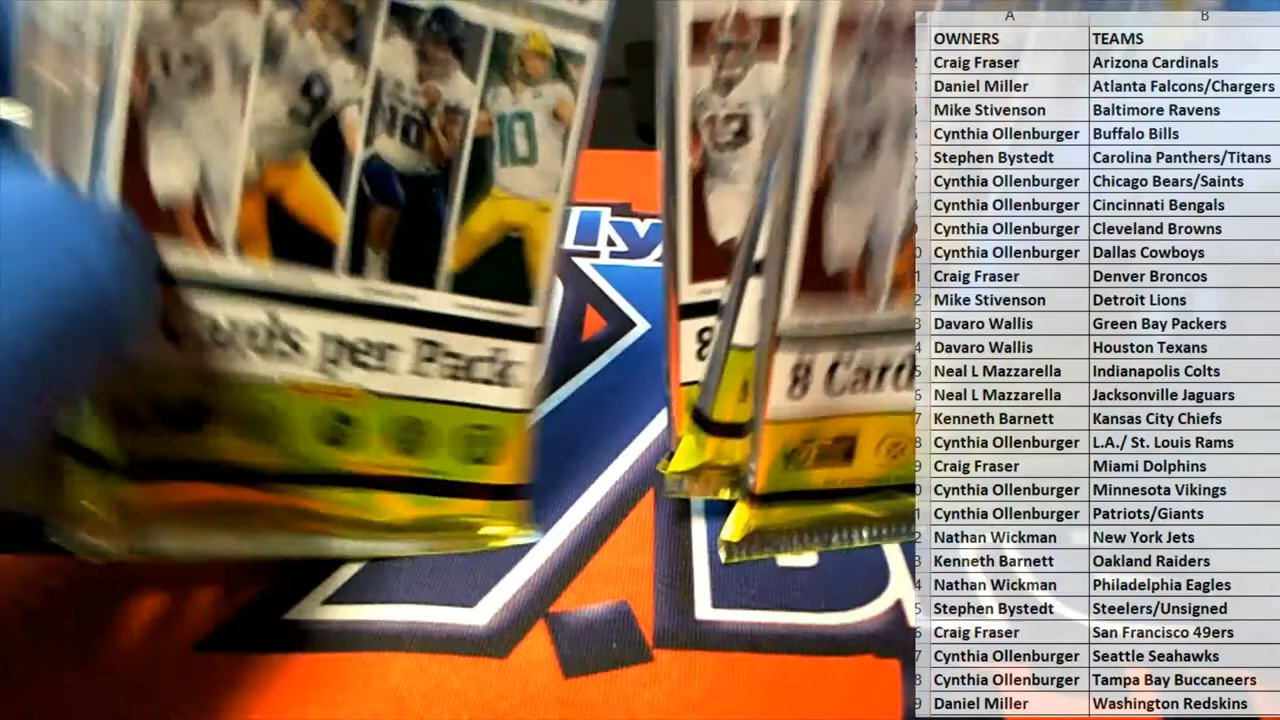 A B
OWNERS TEAMS
Craig Fraser Arizona Cardinals
Daniel Miller Atlanta Falcons/Chargers
Mike Stivenson Baltimore Ravens
Cynthia Ollenburger Buffalo Bills
Stephen Bystedt Carolina Panthers/Titans
Cynthia Ollenburger Chicago Bears/Saints
Cynthia Ollenburger Cincinnati Bengals
Cynthia Ollenburger Cleveland Browns
Cynthia Ollenburger Dallas Cowboys
Craig Fraser Denver Broncos
Mike Stivenson Detroit Lions
Davaro Wallis Green Bay Packers
Davaro Wallis Houston Texans
Neal L Mazzarella Indianapolis Colts
Neal L Mazzarella Jacksonville Jaguars
Kenneth Barnett Kansas City Chiefs
Cynthia Ollenburger L.A./ St. Louis Rams
Craig Fraser Miami Dolphins
Cynthia Ollenburger Minnesota Vikings
Cynthia Ollenburger Patriots/Giants
Nathan Wickman New York Jets
Kenneth Barnett Oakland Raiders
Nathan Wickman Philadelphia Eagles
Stephen Bystedt Steelers/Unsigned
Craig Fraser San Francisco 49ers
Cynthia Ollenburger Seattle Seahawks
Cynthia Ollenburger Tampa Bay Buccaneers
Daniel Miller Washington Redskins
10
13
per Pack
8
8 Card
ly